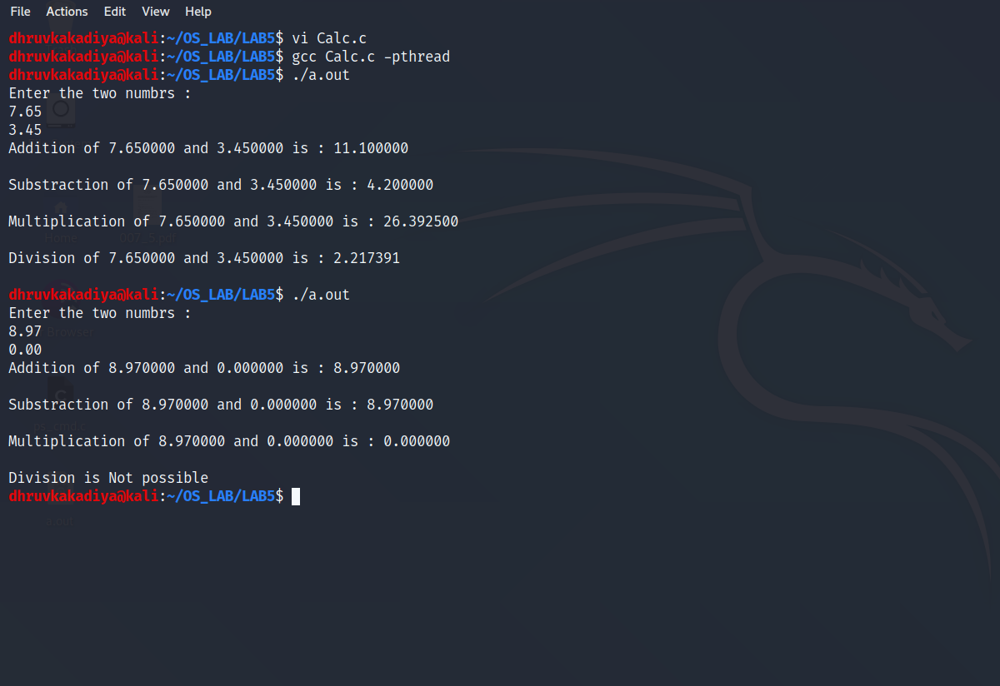 File Actions Edit View Help
dhruvkakadiya@kali:~/OS_LAB/LAB5$ vi Calc.c
dhruvkakadiya@kali:~/OS_LAB/LAB5$ gcc Calc.c -pthread
dhruvkakadiya@kali:~/OS_LAB/LAB5$ ./a.out
Enter the two numbrs :
7.65
3.45
Addition of 7.650000 and 3.450000 is : 11.100000
Substraction of 7.650000 and 3.450000 is : 4.200000
Multiplication of 7.650000 and 3.450000 is : 26.392500
Home
Division of 7.650000 and 3.450000 is : 2.217391
dhruvkakadiya@kali:~/OS_LAB/LAB5$ ./a.out
Enter the two numbrs :
8.97
Browser
0.00
Addition of 8.970000 and 0.000000 is : 8.970000
Substraction of 8.970000 and 0.000000 is : 8.970000
Multiplication of 8.970000 and 0.000000 is : 0.000000
Division is Not possible
dhruvkakadiya@kali:~/OS_LAB/LAB5$
a.out